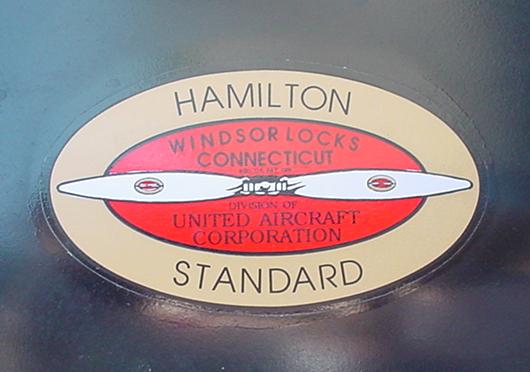 HAMILTON
WINDSOR LOCKS
CONNECTICUT
DIVISION OF
UNITED AIRCRAFT
CORPORATION
STANDARD